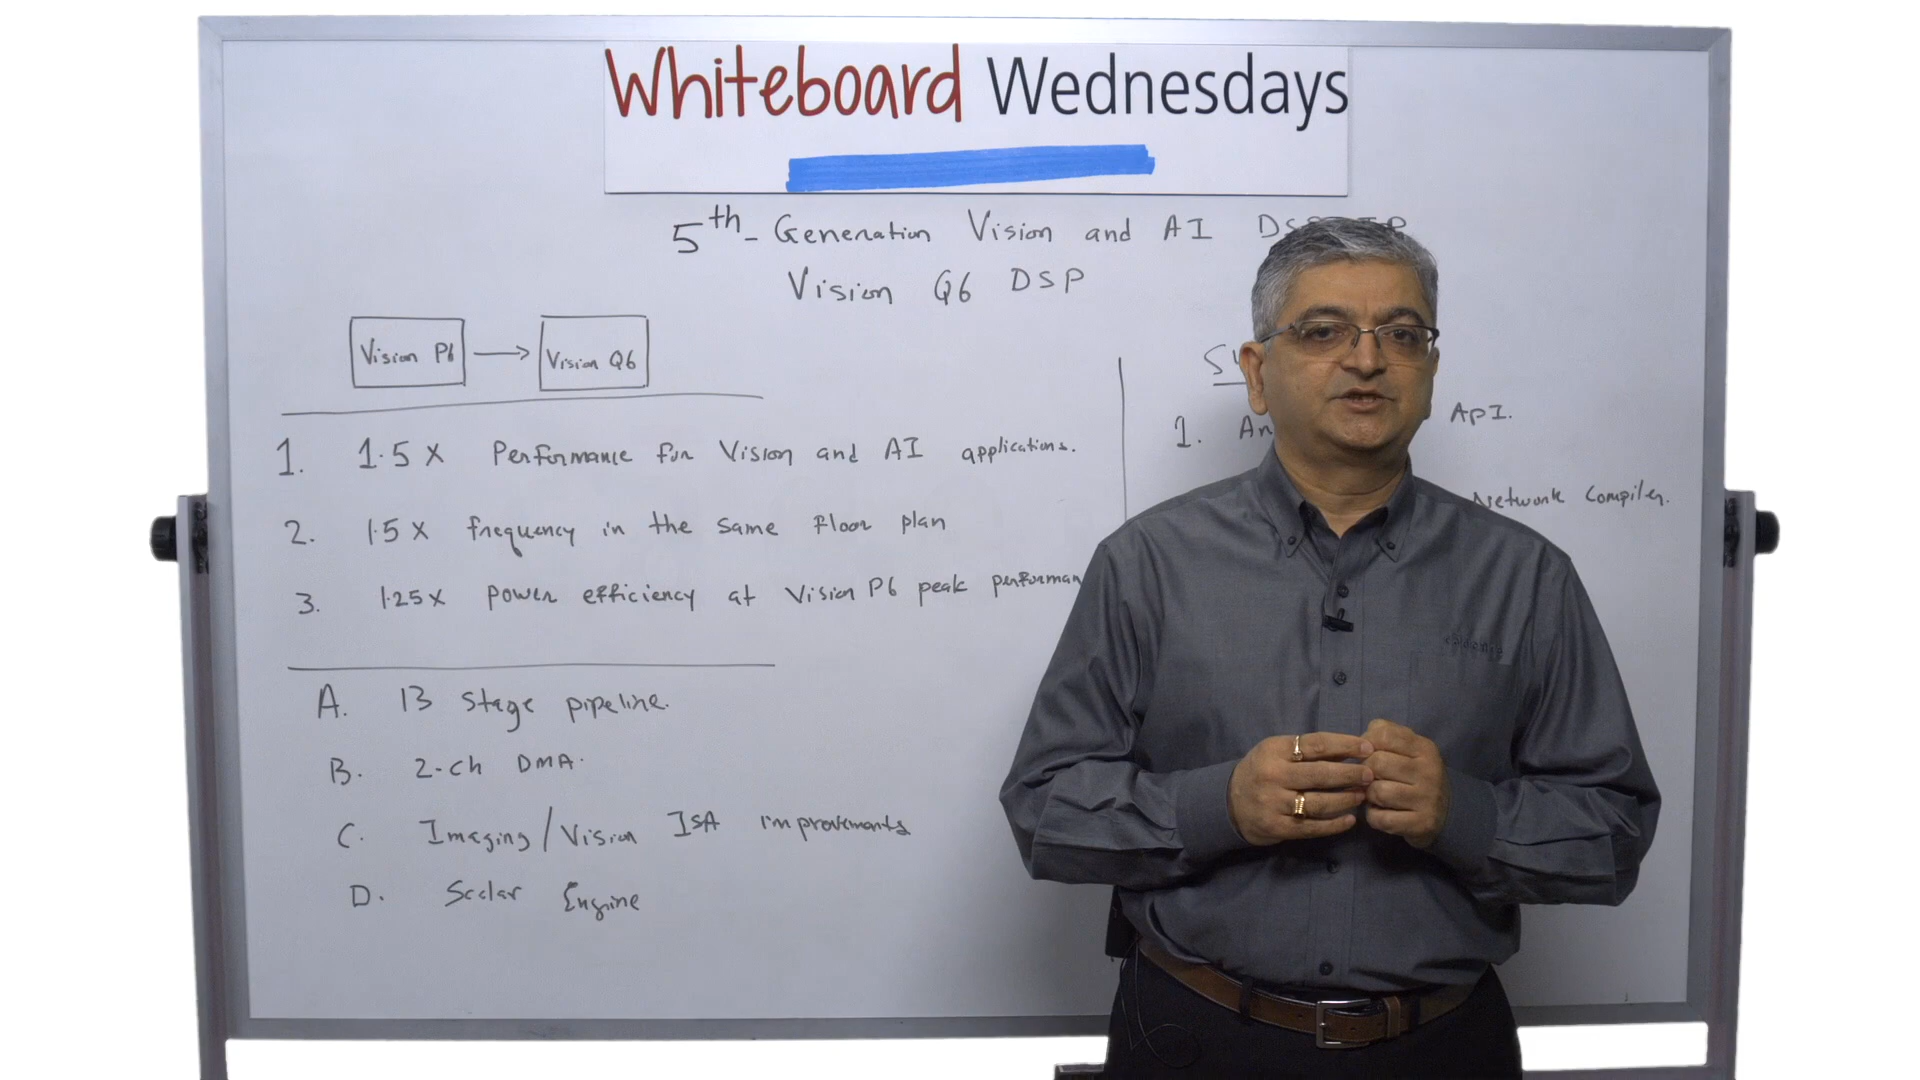 Whiteboard Wednesdays
5th-Generation Vision and AI
Vision Q6 DSP
Vision P6 → Vision Q6
1. 1.5 X Performance for Vision and AI applications.
2. 1.5 X frequency in the same Floor plan
3. 1.25 X Power efficiency at Vision P6 peak performan
A. 13 Stage pipeline.
B. 2-ch DMA.
C. Imaging/Vision ISA improvements
D. Scalar Engine
1. An API.
Network Compiler.